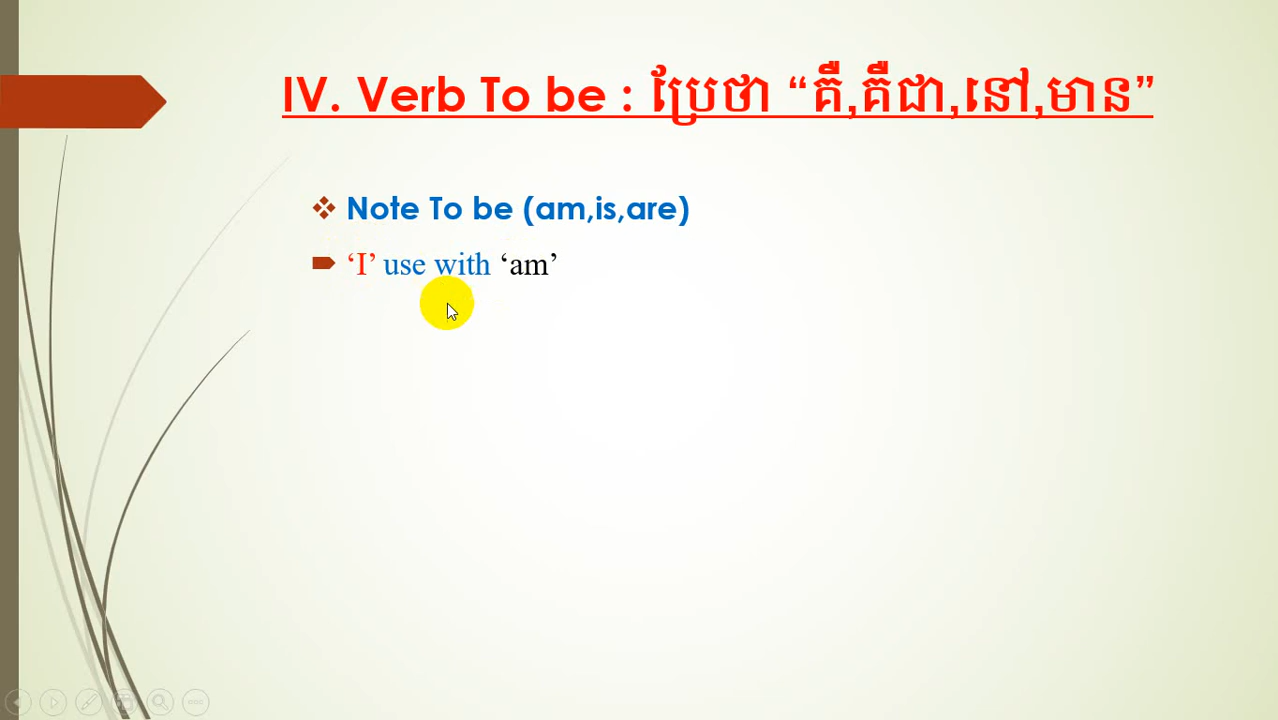 IV. Verb To be : ប្រែថា “គឺ,គឺជា,នៅ,មាន”
Note To be (am,is,are)
‘I’ use with ‘am’